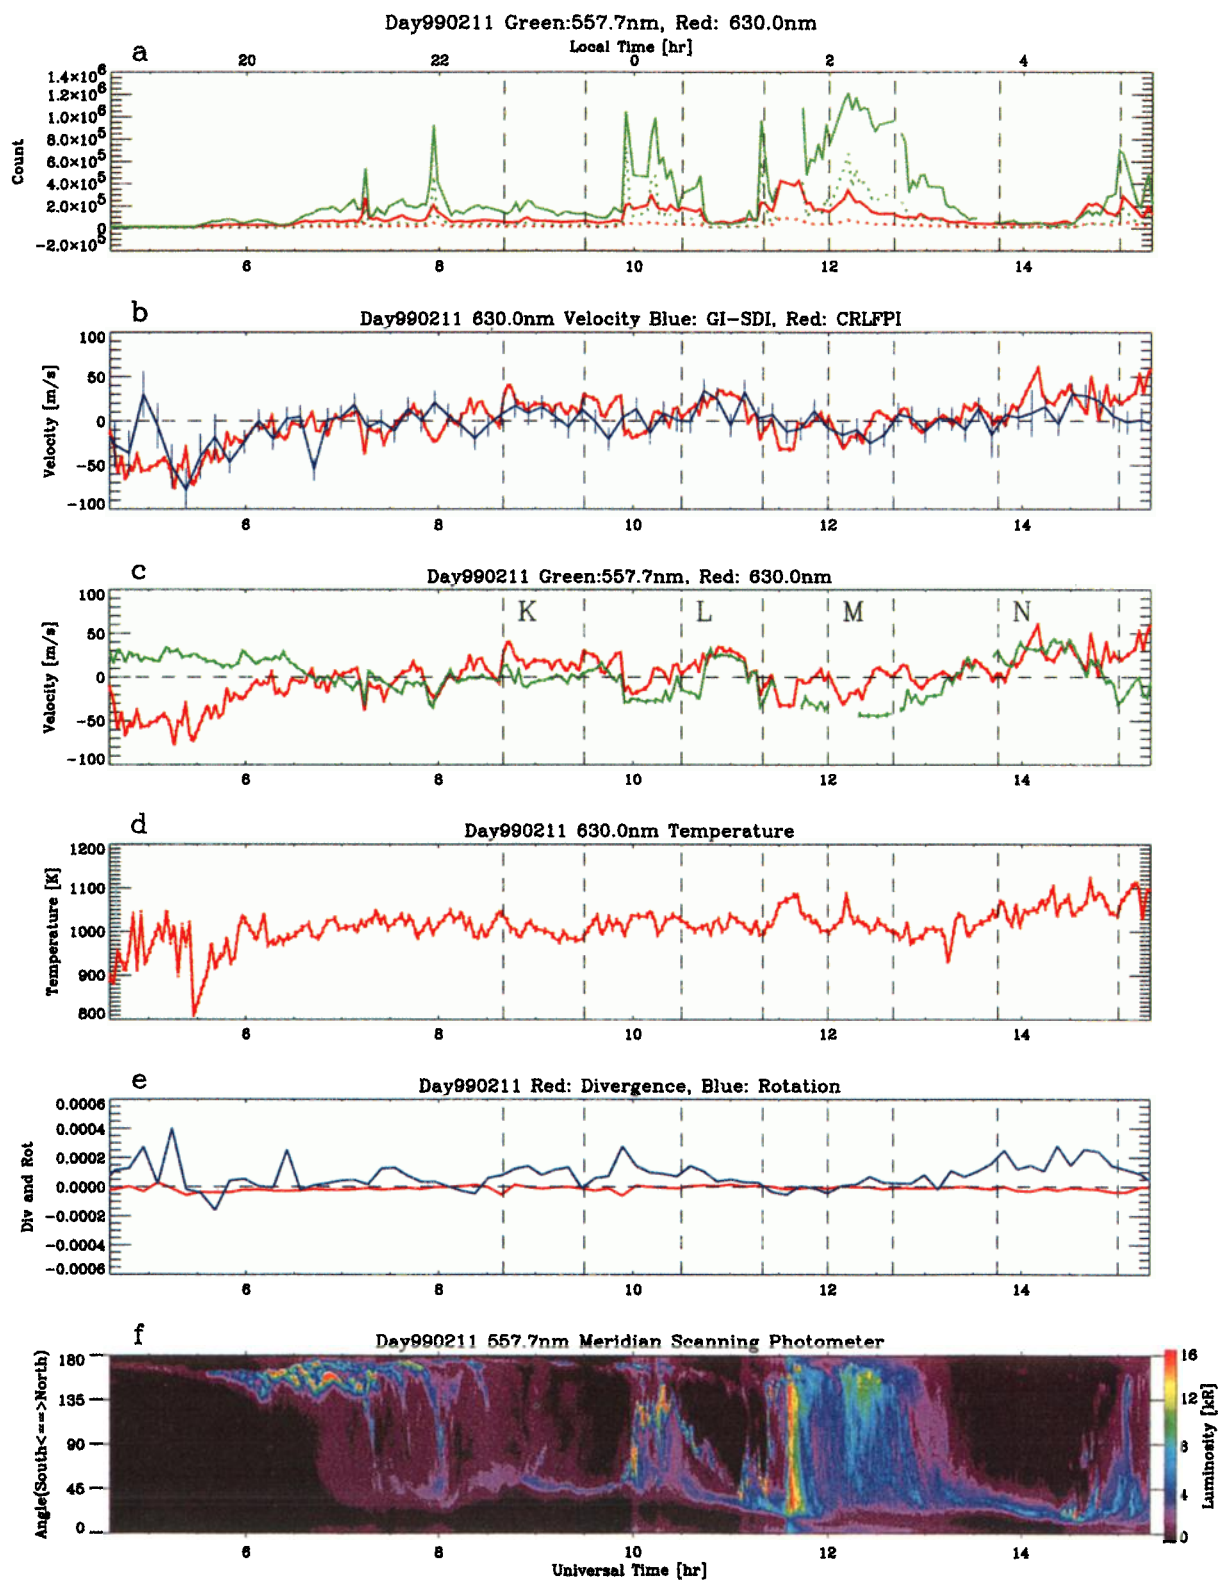 Day990211 Green:557.7nm, Red: 630.0nm
a
Local Time [hr]
20 22 0 2 4
1.4×10⁶
1.2×10⁶
1.0×10⁶
8.0×10⁵
6.0×10⁵
4.0×10⁵
2.0×10⁵
0
−2.0×10⁵
Count
6 8 10 12 14
b
Day990211 630.0nm Velocity Blue: GI−SDI, Red: CRLFPI
100
50
0
−50
−100
Velocity [m/s]
6 8 10 12 14
c
Day990211 Green:557.7nm, Red: 630.0nm
K L M N
100
50
0
−50
−100
Velocity [m/s]
6 8 10 12 14
d
Day990211 630.0nm Temperature
1200
1100
1000
900
800
Temperature [K]
6 8 10 12 14
e
Day990211 Red: Divergence, Blue: Rotation
0.0006
0.0004
0.0002
0.0000
−0.0002
−0.0004
−0.0006
Div and Rot
6 8 10 12 14
f
Day990211 557.7nm Meridian Scanning Photometer
180
135
90
45
0
Angle(South<==>North)
16
12
8
4
0
Luminosity [kR]
6 8 10 12 14
Universal Time [hr]